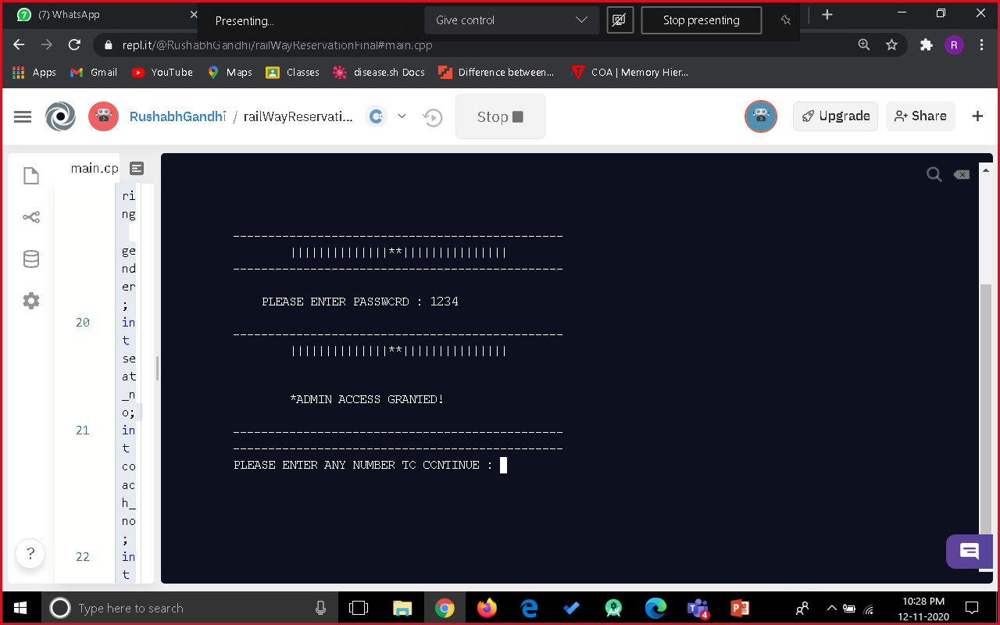 (7) WhatsApp
Presenting...
Give control
Stop presenting
repl.it/@RushabhGandhi/railWayReservationFinal#main.cpp
R
Apps
Gmail
YouTube
Maps
Classes
disease.sh Docs
Difference between...
COA | Memory Hier...
RushabhGandhi / railWayReservati...
Stop
Upgrade
Share
main.cp
ri
ng
ge
nd
er
;
20 in
t
se
at
_n
o;
21 in
t
co
ac
h_
no
;
22 in
t
-----------------------------------------------
||||||||||||||**|||||||||||||||
-----------------------------------------------
PLEASE ENTER PASSWORD : 1234
-----------------------------------------------
||||||||||||||**|||||||||||||||
*ADMIN ACCESS GRANTED!
-----------------------------------------------
-----------------------------------------------
PLEASE ENTER ANY NUMBER TO CONTINUE :
?
Type here to search
4
10:28 PM
12-11-2020